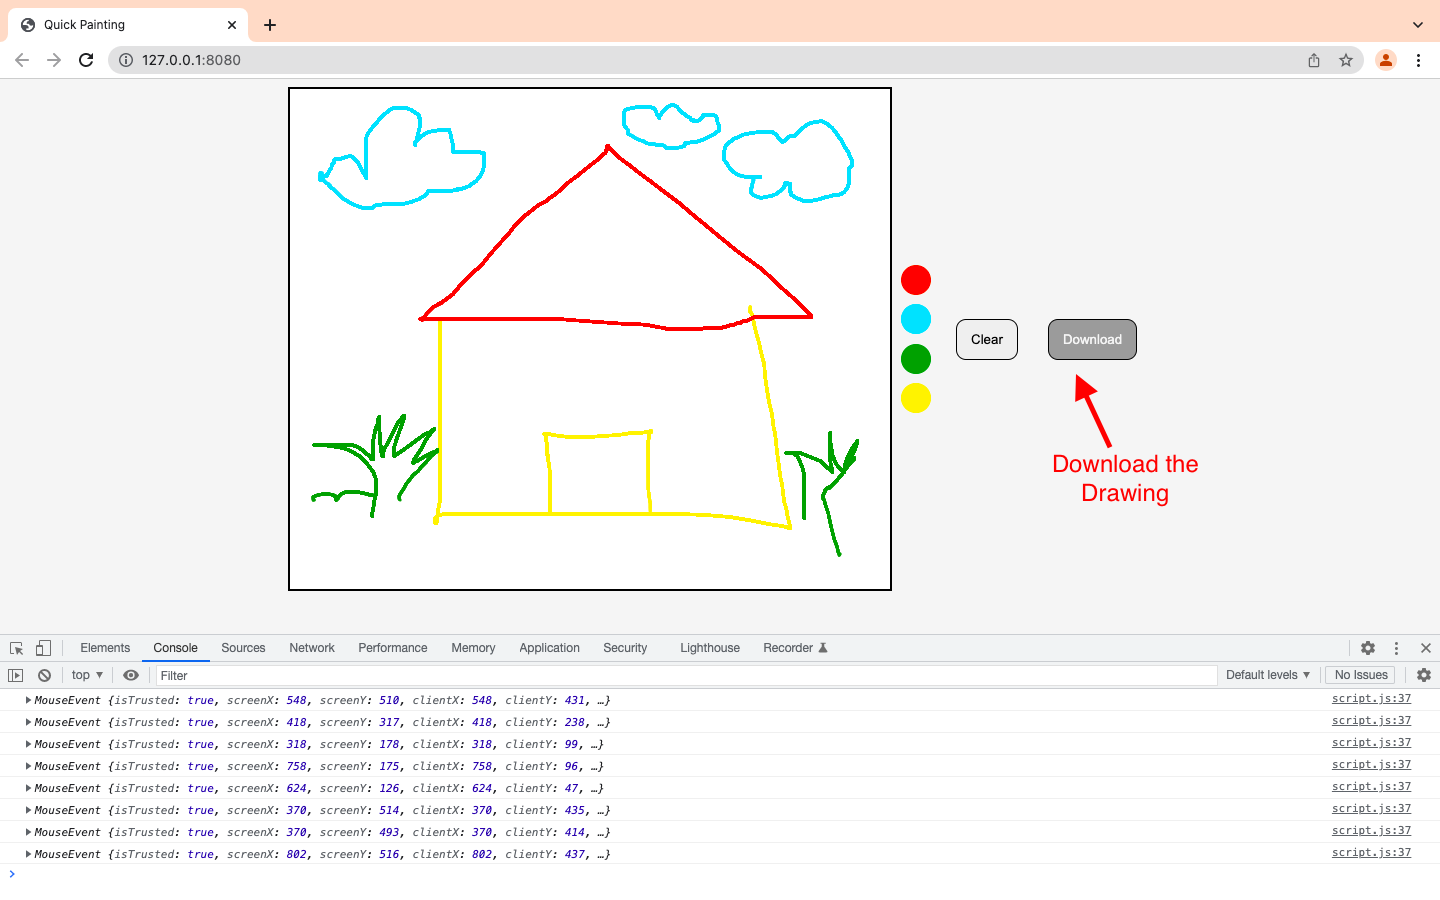 Quick Painting
127.0.0.1:8080
Clear
Download
Download the
Drawing
Elements Console Sources Network Performance Memory Application Security Lighthouse Recorder
top Filter Default levels No Issues
MouseEvent {isTrusted: true, screenX: 548, screenY: 510, clientX: 548, clientY: 431, …} script.js:37
MouseEvent {isTrusted: true, screenX: 418, screenY: 317, clientX: 418, clientY: 238, …} script.js:37
MouseEvent {isTrusted: true, screenX: 318, screenY: 178, clientX: 318, clientY: 99, …} script.js:37
MouseEvent {isTrusted: true, screenX: 758, screenY: 175, clientX: 758, clientY: 96, …} script.js:37
MouseEvent {isTrusted: true, screenX: 624, screenY: 126, clientX: 624, clientY: 47, …} script.js:37
MouseEvent {isTrusted: true, screenX: 370, screenY: 514, clientX: 370, clientY: 435, …} script.js:37
MouseEvent {isTrusted: true, screenX: 370, screenY: 493, clientX: 370, clientY: 414, …} script.js:37
MouseEvent {isTrusted: true, screenX: 802, screenY: 516, clientX: 802, clientY: 437, …} script.js:37